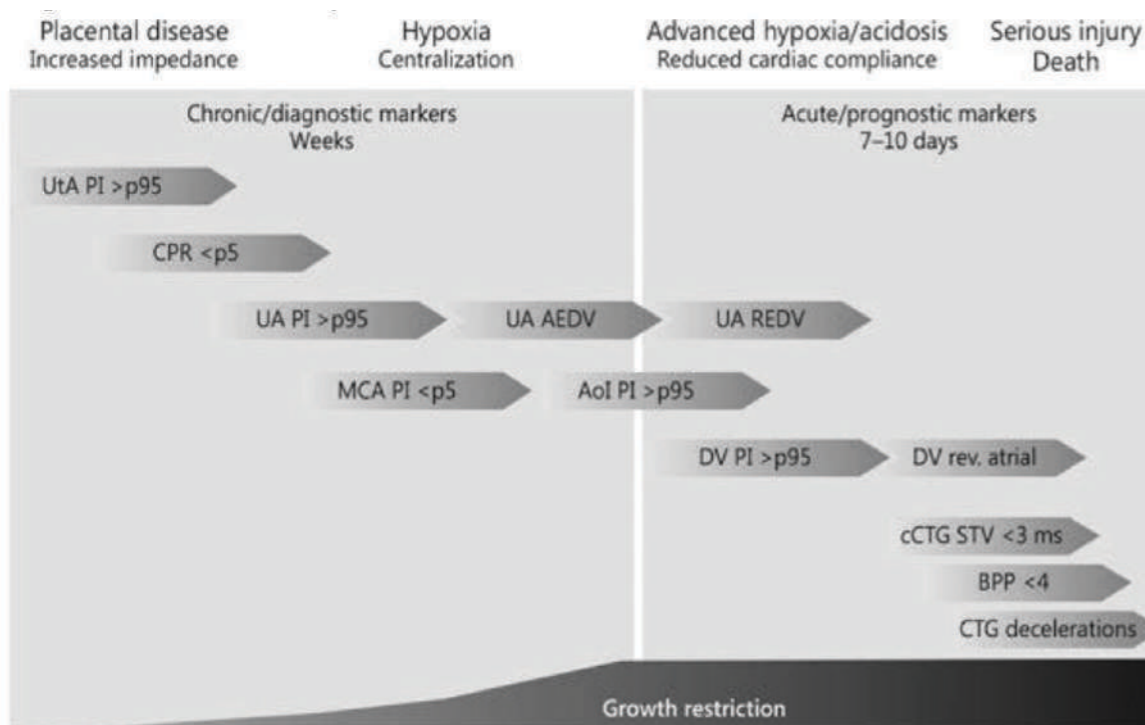 Placental disease
Increased impedance
Hypoxia
Centralization
Advanced hypoxia/acidosis
Reduced cardiac compliance
Serious injury
Death
Chronic/diagnostic markers
Weeks
Acute/prognostic markers
7–10 days
UtA PI >p95
CPR <p5
UA PI >p95
UA AEDV
UA REDV
MCA PI <p5
AoI PI >p95
DV PI >p95
DV rev. atrial
cCTG STV <3 ms
BPP <4
CTG decelerations
Growth restriction